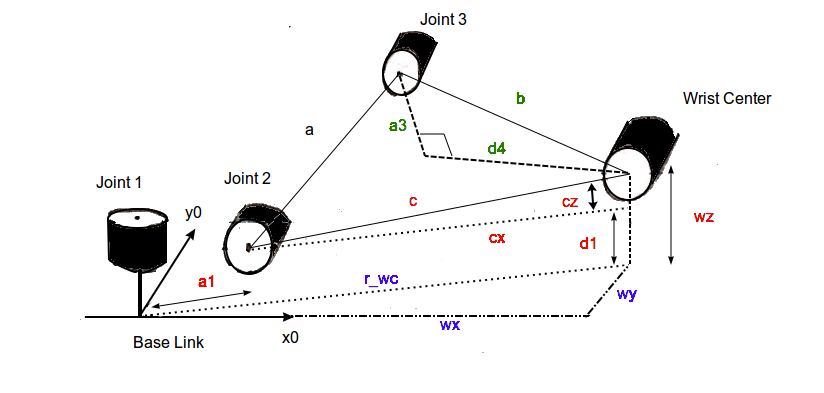 Joint 3
b
Wrist Center
a
a3
d4
Joint 1
Joint 2
y0
c
cz
wz
cx
d1
a1
r_wc
wy
wx
x0
Base Link